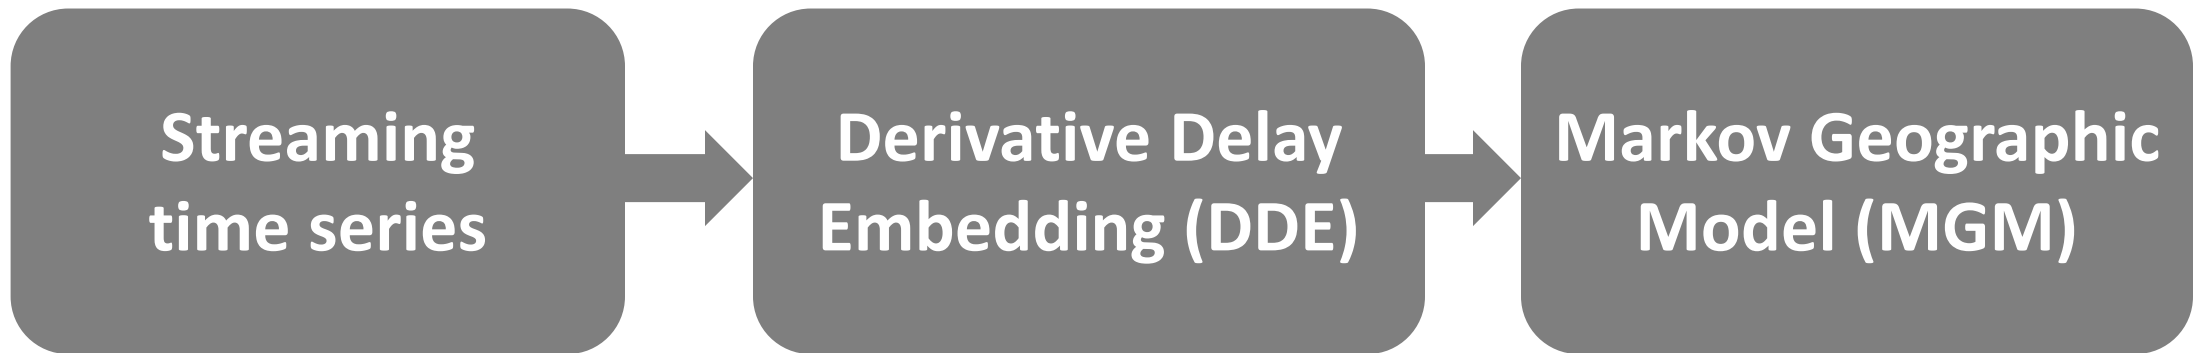 Streaming
time series
Derivative Delay
Embedding (DDE)
Markov Geographic
Model (MGM)